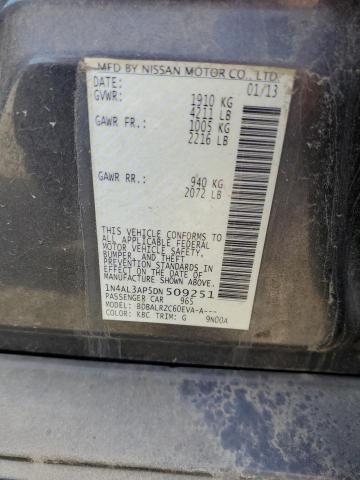 MFD BY NISSAN MOTOR CO., LTD.
DATE: 01/13
GVWR: 1910 KG
4211 LB
GAWR FR.: 1005 KG
2216 LB
GAWR RR.: 940 KG
2072 LB
THIS VEHICLE CONFORMS TO
ALL APPLICABLE FEDERAL
MOTOR VEHICLE SAFETY,
BUMPER, AND THEFT
PREVENTION STANDARDS
IN EFFECT ON THE DATE OF
MANUFACTURE SHOWN ABOVE.
1N4AL3AP5DN509251
PASSENGER CAR 965
MODEL: BDBALRZC60EVA-A---
COLOR: KBC TRIM: G 9N00A